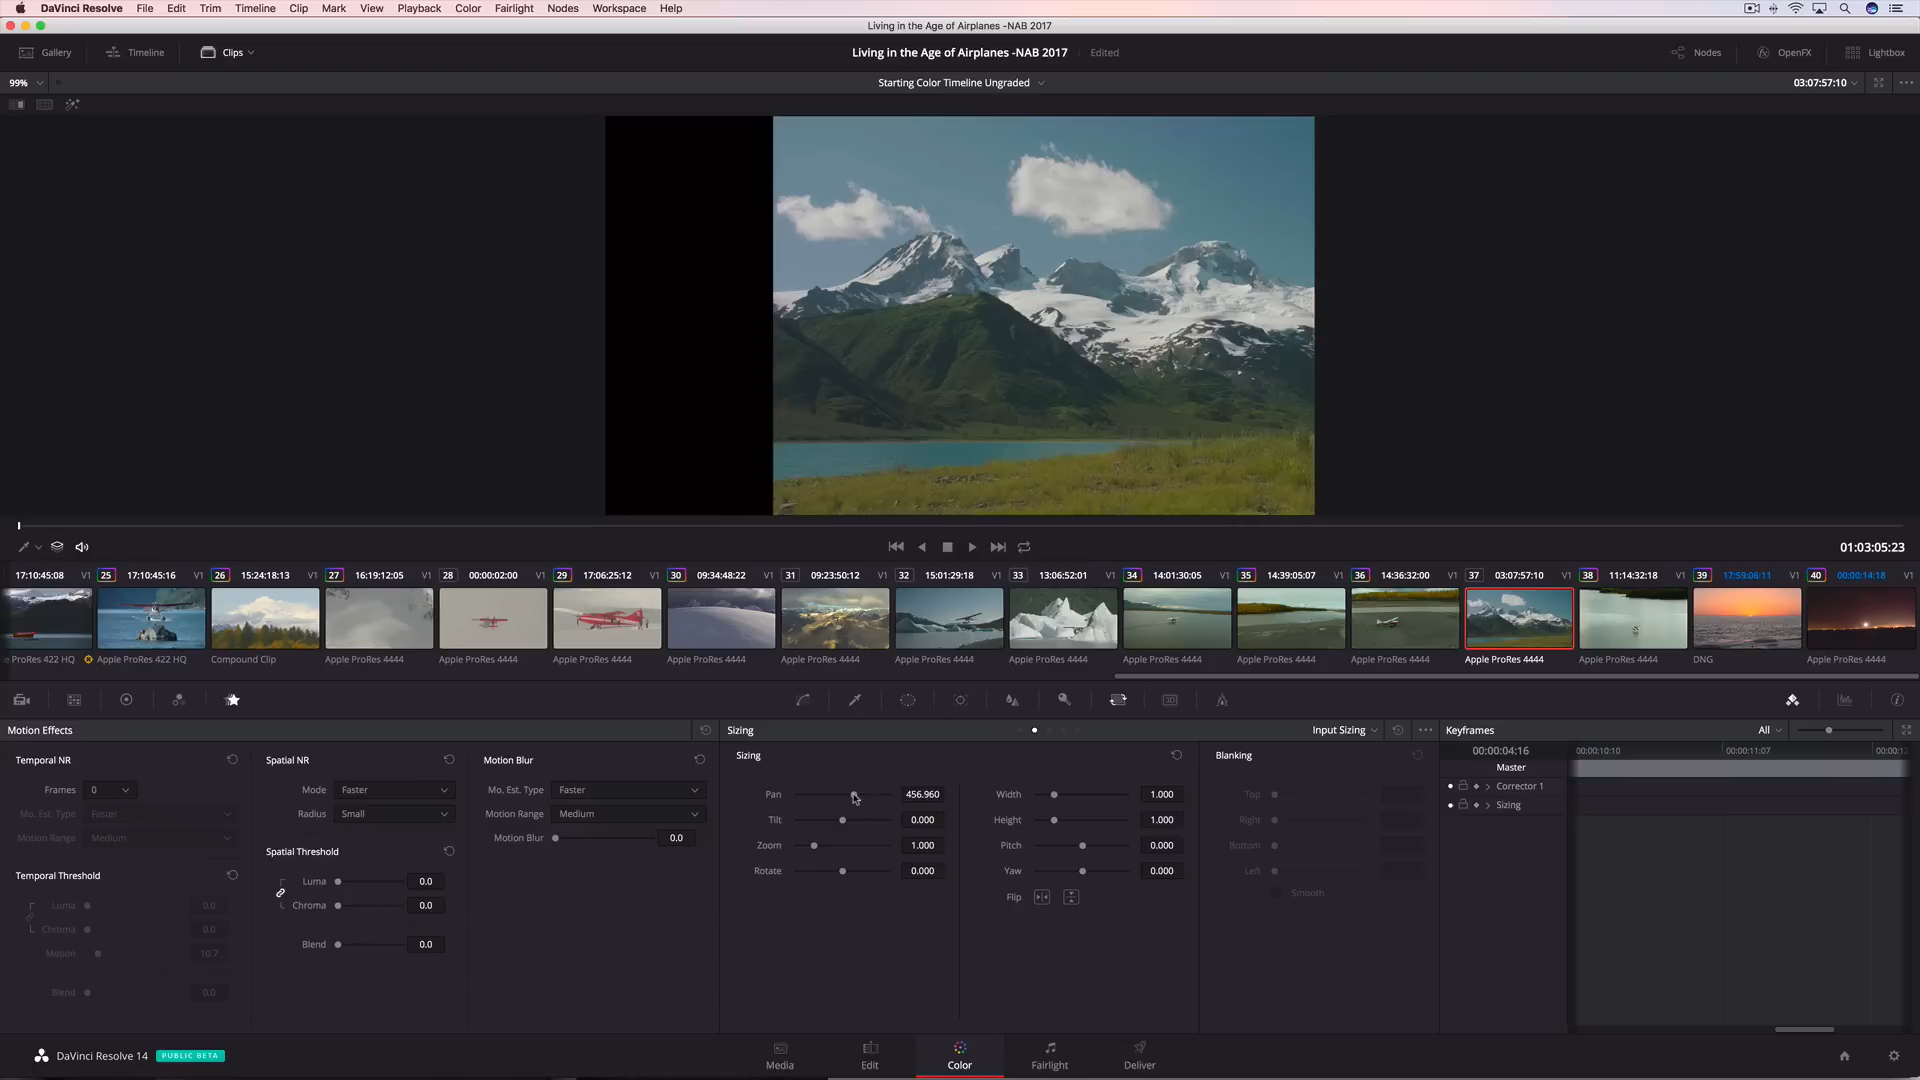 DaVinci Resolve File Edit Trim Timeline Clip Mark View Playback Color Fairlight Nodes Workspace Help
Living in the Age of Airplanes -NAB 2017
Gallery Timeline Clips Living in the Age of Airplanes -NAB 2017 Edited Nodes OpenFX Lightbox
99% Starting Color Timeline Ungraded 03:07:57:10
01:03:05:23
17:10:45:08 V1 25 17:10:45:16 V1 26 15:24:18:13 V1 27 16:19:12:05 V1 28 00:00:02:00 V1 29 17:06:25:12 V1 30 09:34:48:22 V1 31 09:23:50:12 V1 32 15:01:29:18 V1 33 13:06:52:01 V1 34 14:01:30:05 V1 35 14:39:05:07 V1 36 14:36:32:00 V1 37 03:07:57:10 V1 38 11:14:32:18 V1 39 17:59:06:11 V1 40 00:00:14:18 V1
e ProRes 422 HQ Apple ProRes 422 HQ Compound Clip Apple ProRes 4444 Apple ProRes 4444 Apple ProRes 4444 Apple ProRes 4444 Apple ProRes 4444 Apple ProRes 4444 Apple ProRes 4444 Apple ProRes 4444 Apple ProRes 4444 Apple ProRes 4444 Apple ProRes 4444 Apple ProRes 4444 DNG Apple ProRes 4444
3D
Motion Effects
Temporal NR
Frames 0
Mo. Est. Type Faster
Motion Range Medium
Temporal Threshold
Luma 0.0
Chroma 0.0
Motion 10.7
Blend 0.0
Spatial NR
Mode Faster
Radius Small
Spatial Threshold
Luma 0.0
Chroma 0.0
Blend 0.0
Motion Blur
Mo. Est. Type Faster
Motion Range Medium
Motion Blur 0.0
Sizing Input Sizing
Sizing
Pan 456.960
Tilt 0.000
Zoom 1.000
Rotate 0.000
Width 1.000
Height 1.000
Pitch 0.000
Yaw 0.000
Flip
Blanking
Top
Right
Bottom
Left
Smooth
Keyframes All
00:00:04:16 00:00:10:10 00:00:11:07 00:00:1
Master
Corrector 1
Sizing
DaVinci Resolve 14 PUBLIC BETA
Media Edit Color Fairlight Deliver